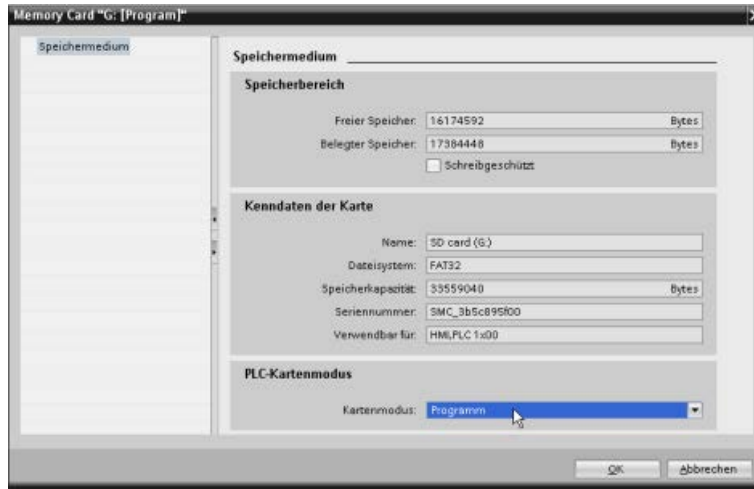 Memory Card "G: [Program]"
Speichermedium
Speichermedium
Speicherbereich
Freier Speicher: 16174592 Bytes
Belegter Speicher: 17384448 Bytes
Schreibgeschützt
Kenndaten der Karte
Name: SD card (G:)
Dateisystem: FAT32
Speicherkapazität: 33559040 Bytes
Seriennummer: SMC_3b5c895f00
Verwendbar für: HMI,PLC 1x00
PLC-Kartenmodus
Kartenmodus: Programm
OK Abbrechen